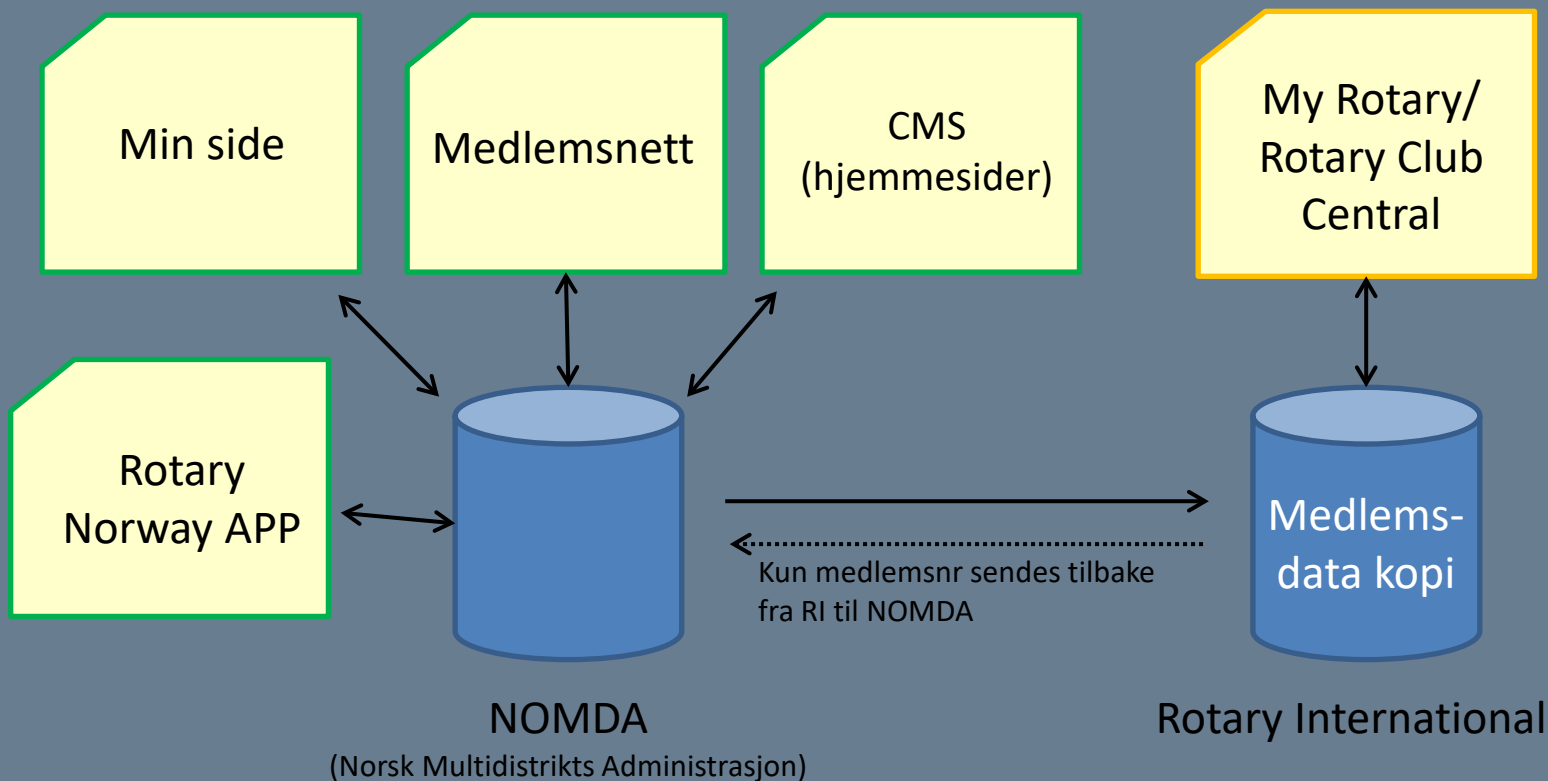 Min side
Medlemsnett
CMS
(hjemmesider)
My Rotary/
Rotary Club
Central
Rotary
Norway APP
Medlems-
data kopi
Kun medlemsnr sendes tilbake
fra RI til NOMDA
NOMDA
(Norsk Multidistrikts Administrasjon)
Rotary International